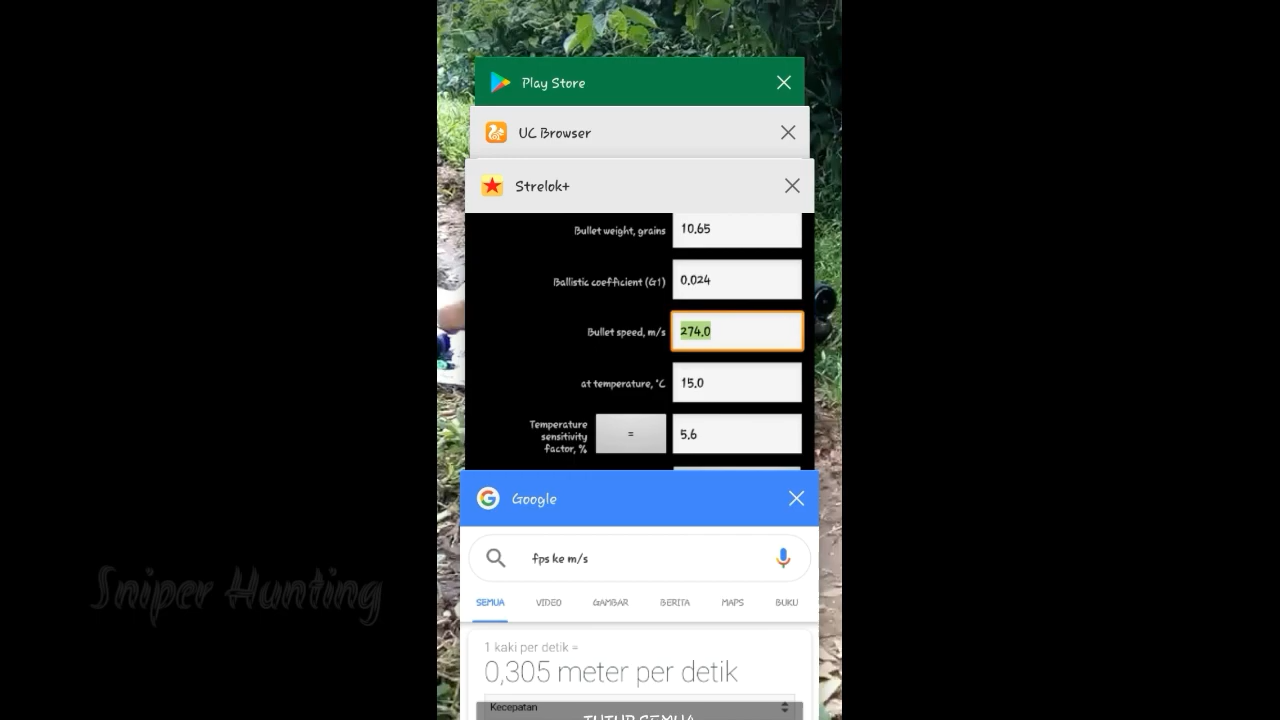 Play Store
UC Browser
Strelok+
Bullet weight, grains 10.65
Ballistic coefficient (G1) 0.024
Bullet speed, m/s 274.0
at temperature, °C 15.0
Temperature
sensitivity
factor, %
= 5.6
Google
fps ke m/s
SEMUA VIDEO GAMBAR BERITA MAPS BUKU
Sniper Hunting
1 kaki per detik =
0,305 meter per detik
Kecepatan
TUTUP SEMUA